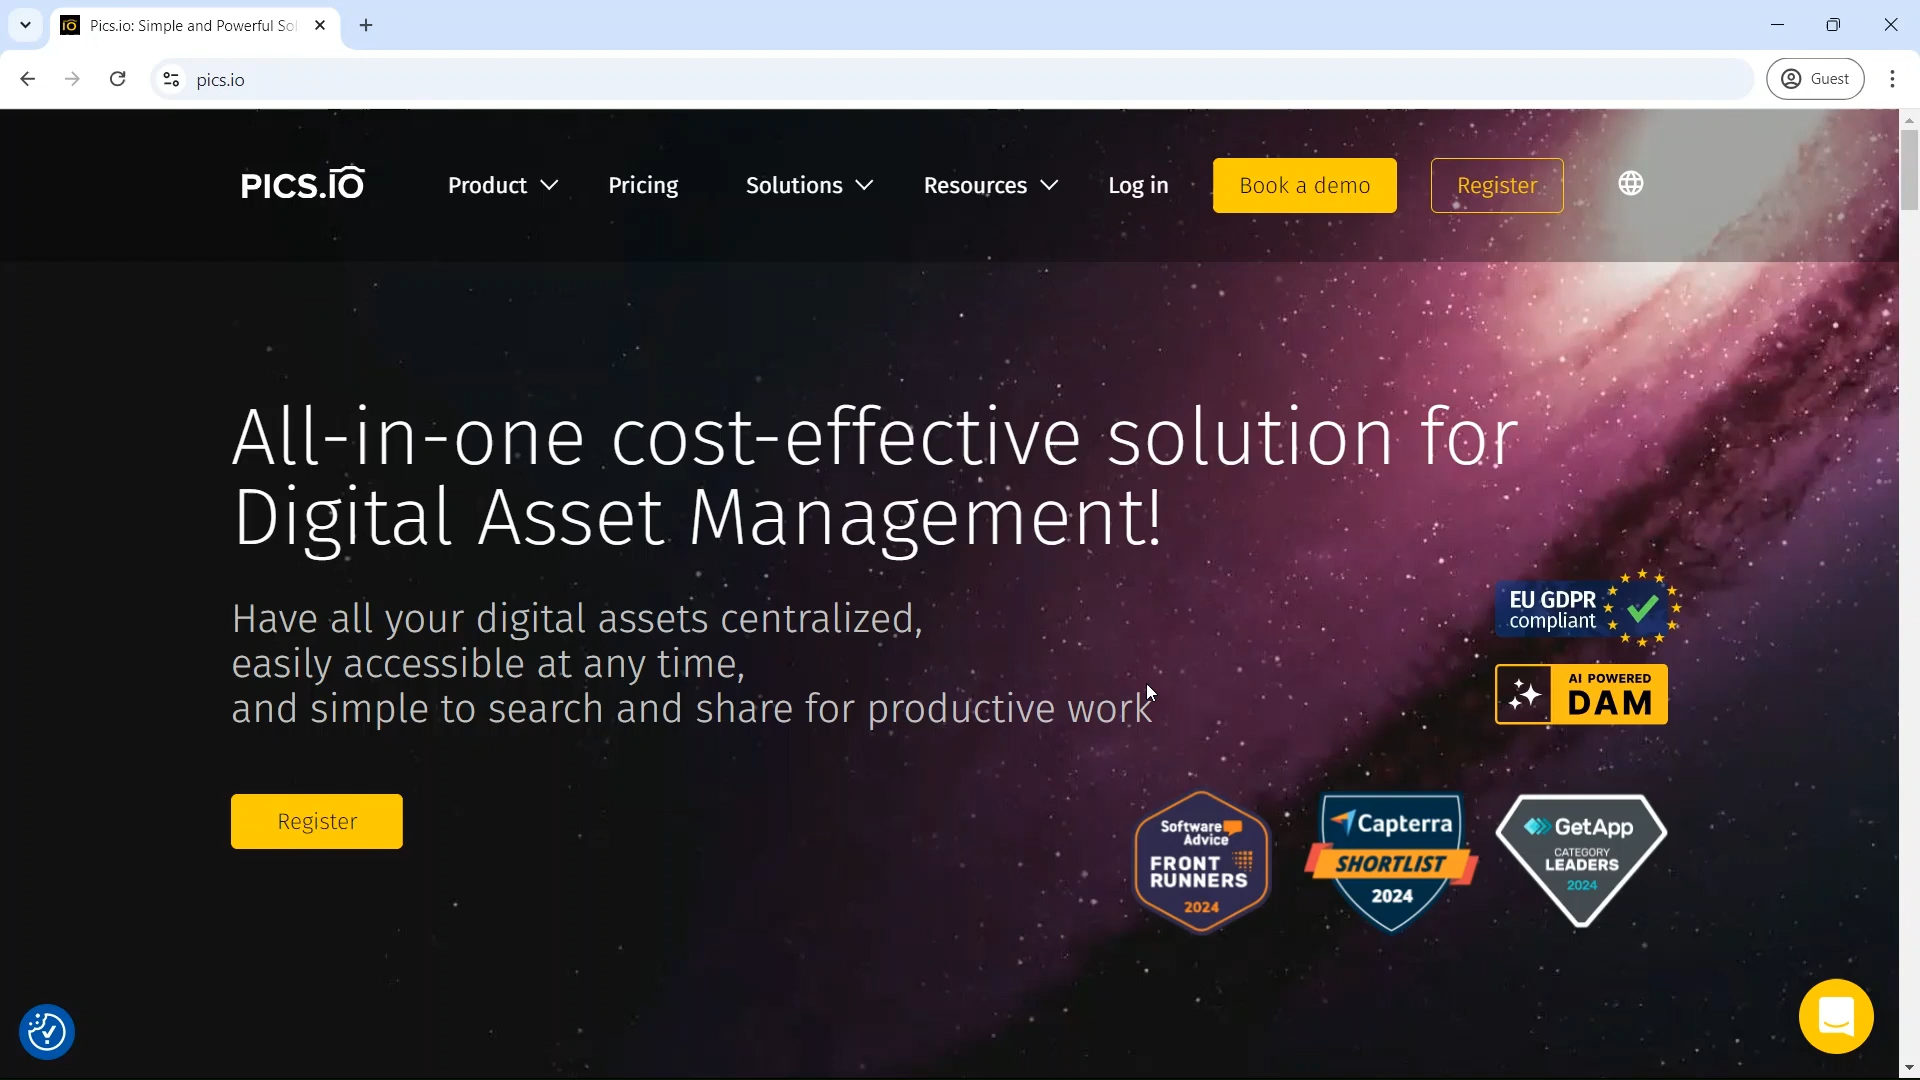 Pics.io: Simple and Powerful Sol
pics.io
Guest
PICS.IO
Product
Pricing
Solutions
Resources
Log in
Book a demo
Register
All-in-one cost-effective solution for
Digital Asset Management!
Have all your digital assets centralized,
easily accessible at any time,
and simple to search and share for productive work
EU GDPR
compliant
AI POWERED
DAM
Register
Software
Advice
FRONT
RUNNERS
2024
Capterra
SHORTLIST
2024
GetApp
CATEGORY
LEADERS
2024